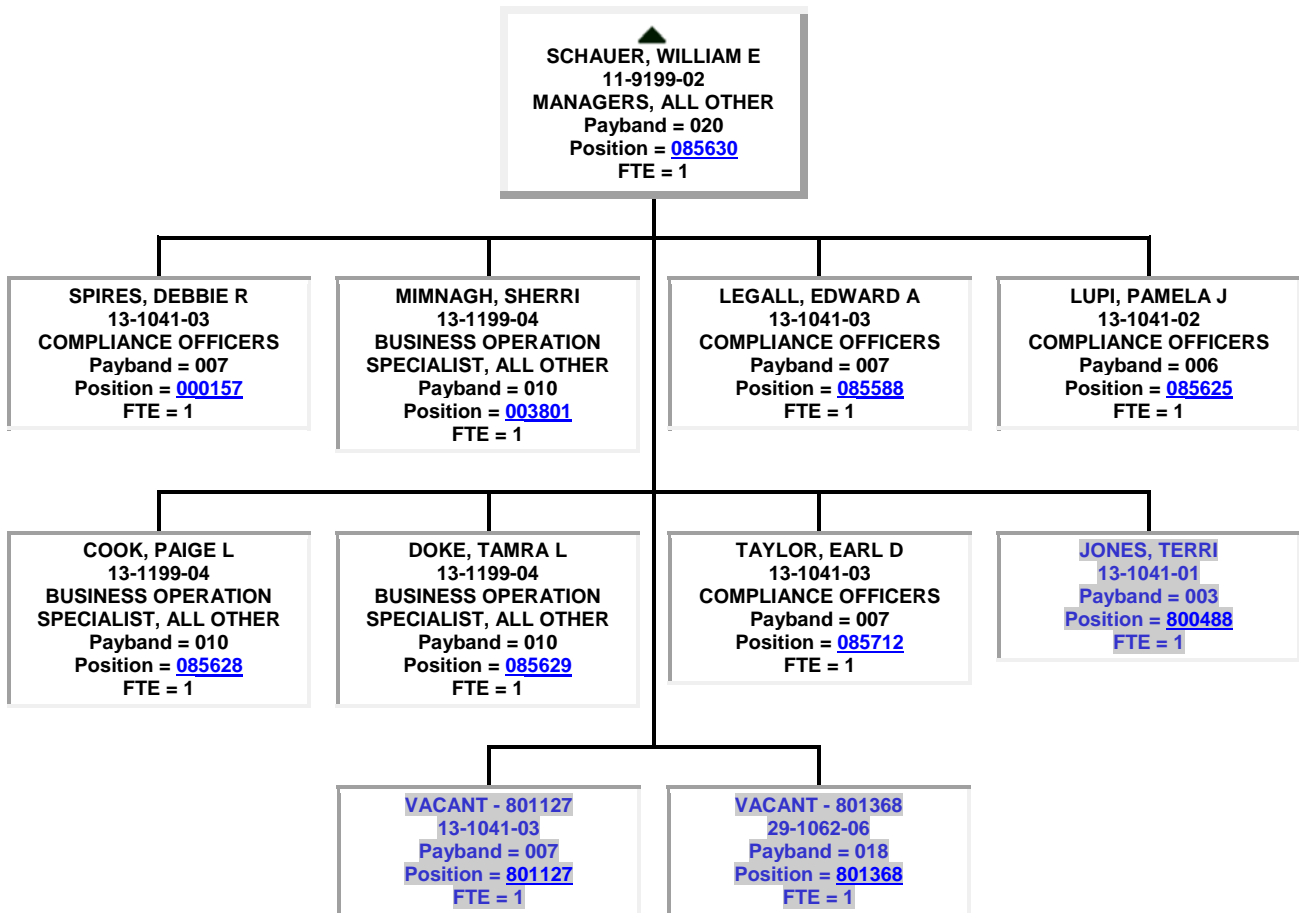 SCHAUER, WILLIAM E
11-9199-02
MANAGERS, ALL OTHER
Payband = 020
Position = 085630
FTE = 1
SPIRES, DEBBIE R
13-1041-03
COMPLIANCE OFFICERS
Payband = 007
Position = 000157
FTE = 1
MIMNAGH, SHERRI
13-1199-04
BUSINESS OPERATION
SPECIALIST, ALL OTHER
Payband = 010
Position = 003801
FTE = 1
LEGALL, EDWARD A
13-1041-03
COMPLIANCE OFFICERS
Payband = 007
Position = 085588
FTE = 1
LUPI, PAMELA J
13-1041-02
COMPLIANCE OFFICERS
Payband = 006
Position = 085625
FTE = 1
COOK, PAIGE L
13-1199-04
BUSINESS OPERATION
SPECIALIST, ALL OTHER
Payband = 010
Position = 085628
FTE = 1
DOKE, TAMRA L
13-1199-04
BUSINESS OPERATION
SPECIALIST, ALL OTHER
Payband = 010
Position = 085629
FTE = 1
TAYLOR, EARL D
13-1041-03
COMPLIANCE OFFICERS
Payband = 007
Position = 085712
FTE = 1
JONES, TERRI
13-1041-01
Payband = 003
Position = 800488
FTE = 1
VACANT - 801127
13-1041-03
Payband = 007
Position = 801127
FTE = 1
VACANT - 801368
29-1062-06
Payband = 018
Position = 801368
FTE = 1